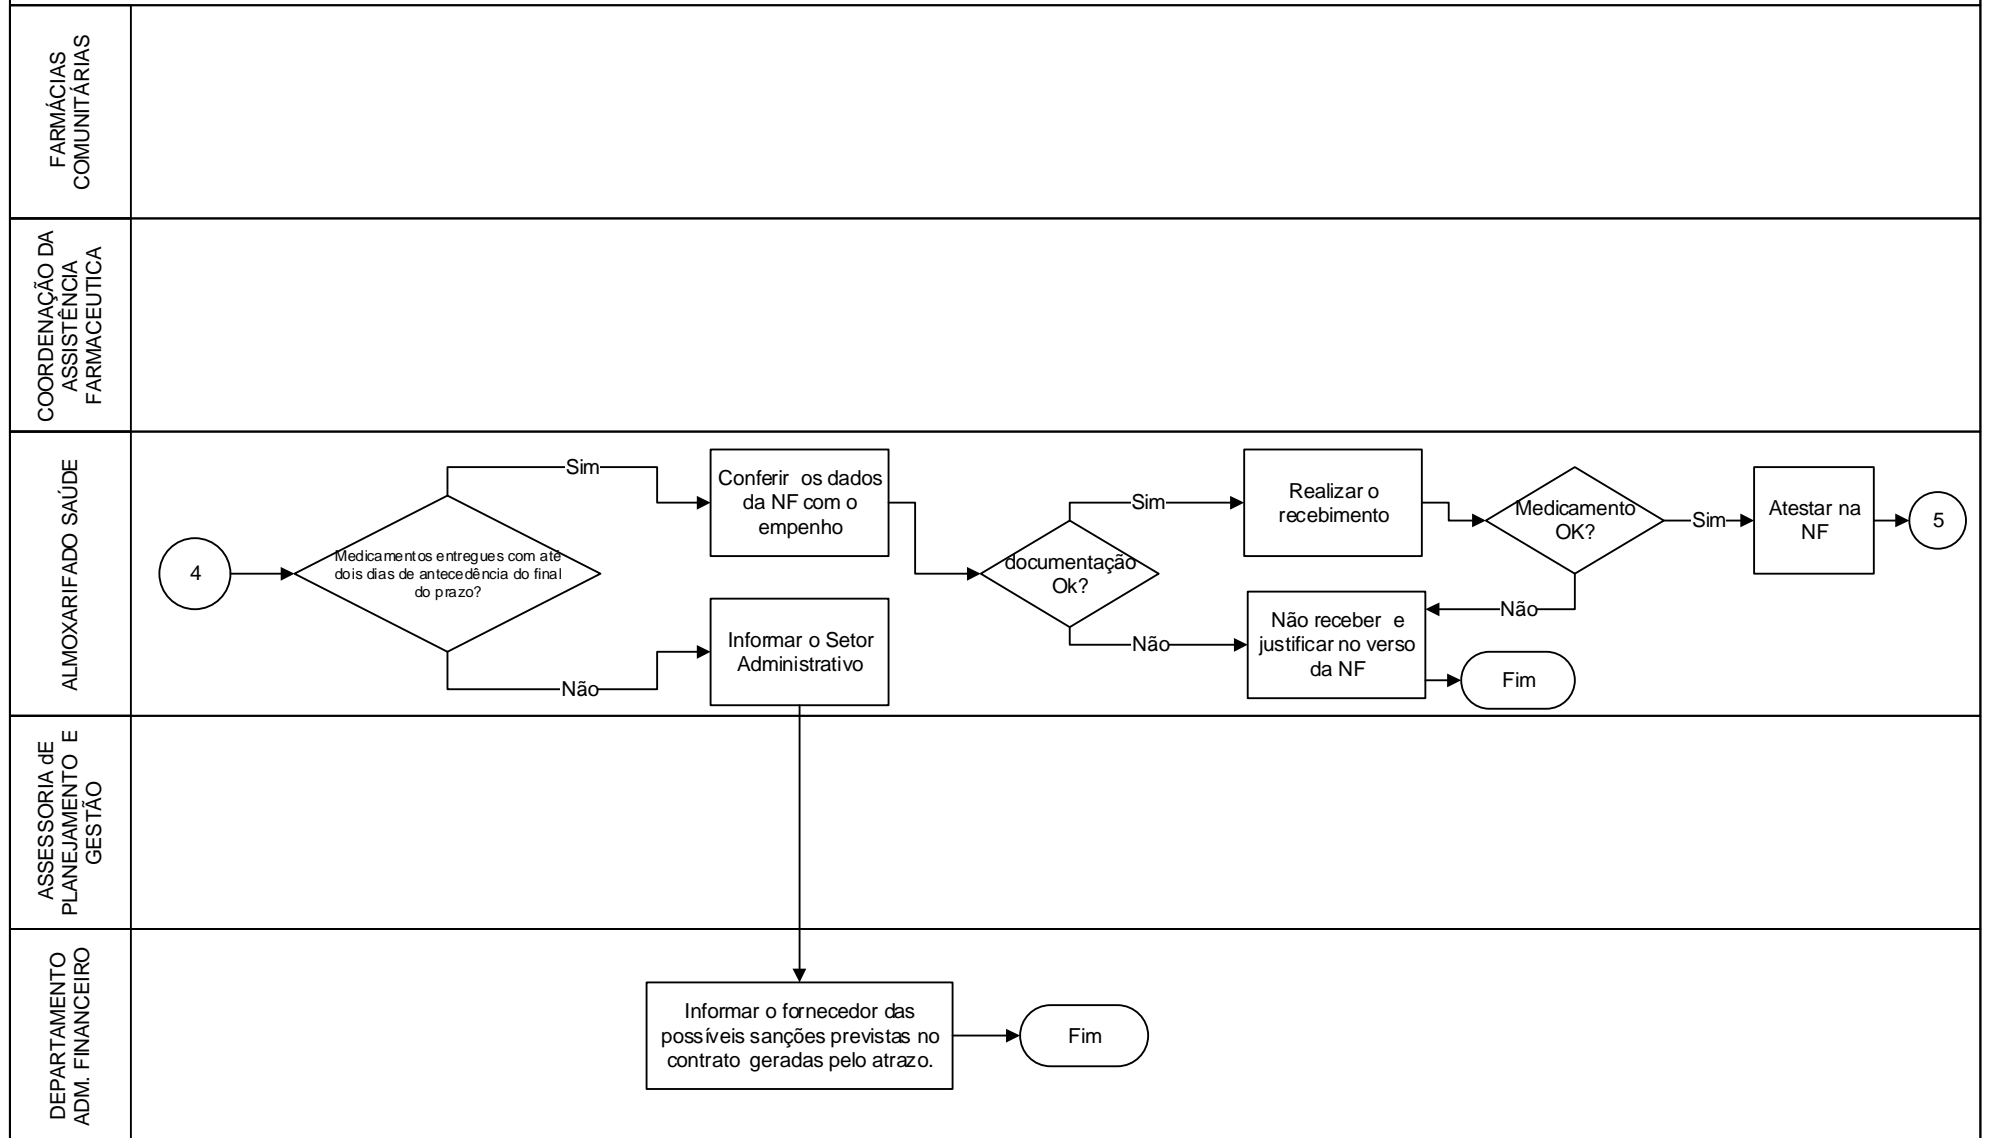 FARMÁCIAS
COMUNITÁRIAS
COORDENAÇÃO DA
ASSISTÊNCIA
FARMACEUTICA
ALMOXARIFADO SAÚDE
4
Medicamentos entregues com até
dois dias de antecedência do final
do prazo?
Sim
Não
Conferir os dados
da NF com o
empenho
Informar o Setor
Administrativo
documentação
Ok?
Sim
Não
Realizar o
recebimento
Não receber e
justificar no verso
da NF
Medicamento
OK?
Sim
Não
Fim
Atestar na
NF
5
ASSESSORIA dE
PLANEJAMENTO E
GESTÃO
DEPARTAMENTO
ADM. FINANCEIRO
Informar o fornecedor das
possíveis sanções previstas no
contrato geradas pelo atrazo.
Fim